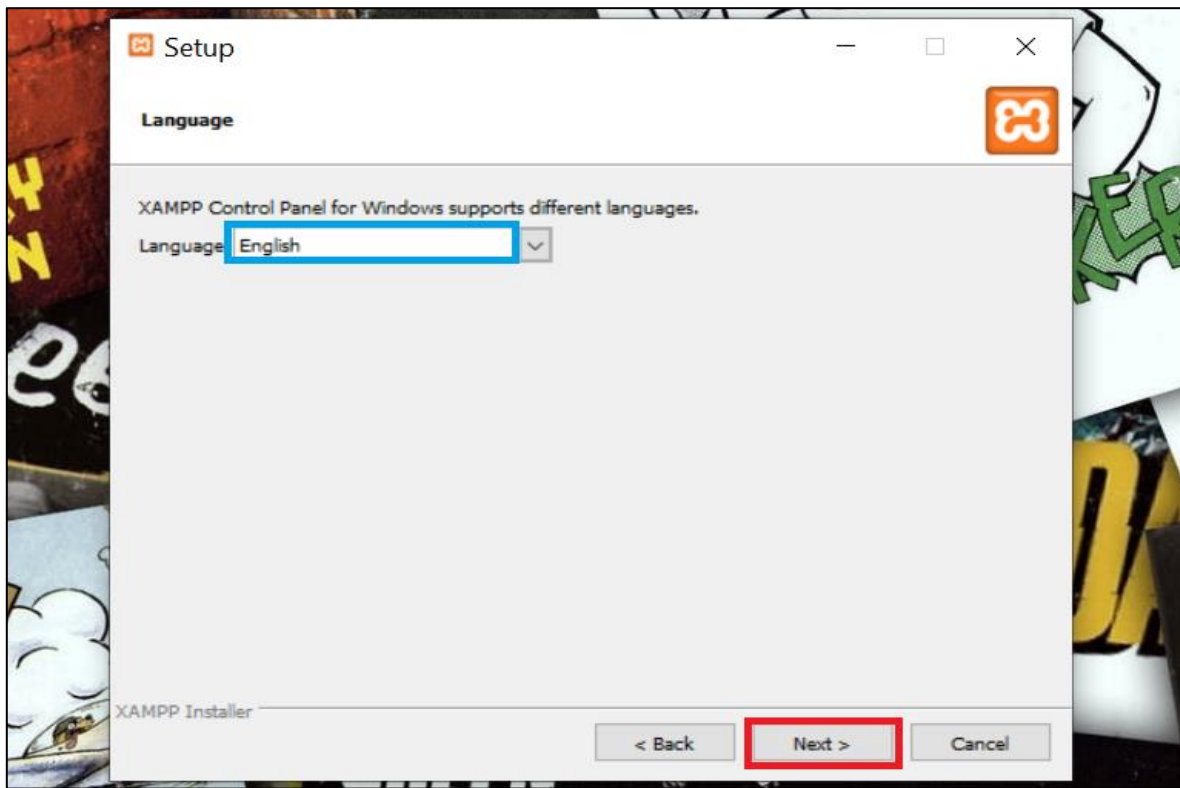 Setup
Language
XAMPP Control Panel for Windows supports different languages.
Language English
XAMPP Installer
< Back Next > Cancel